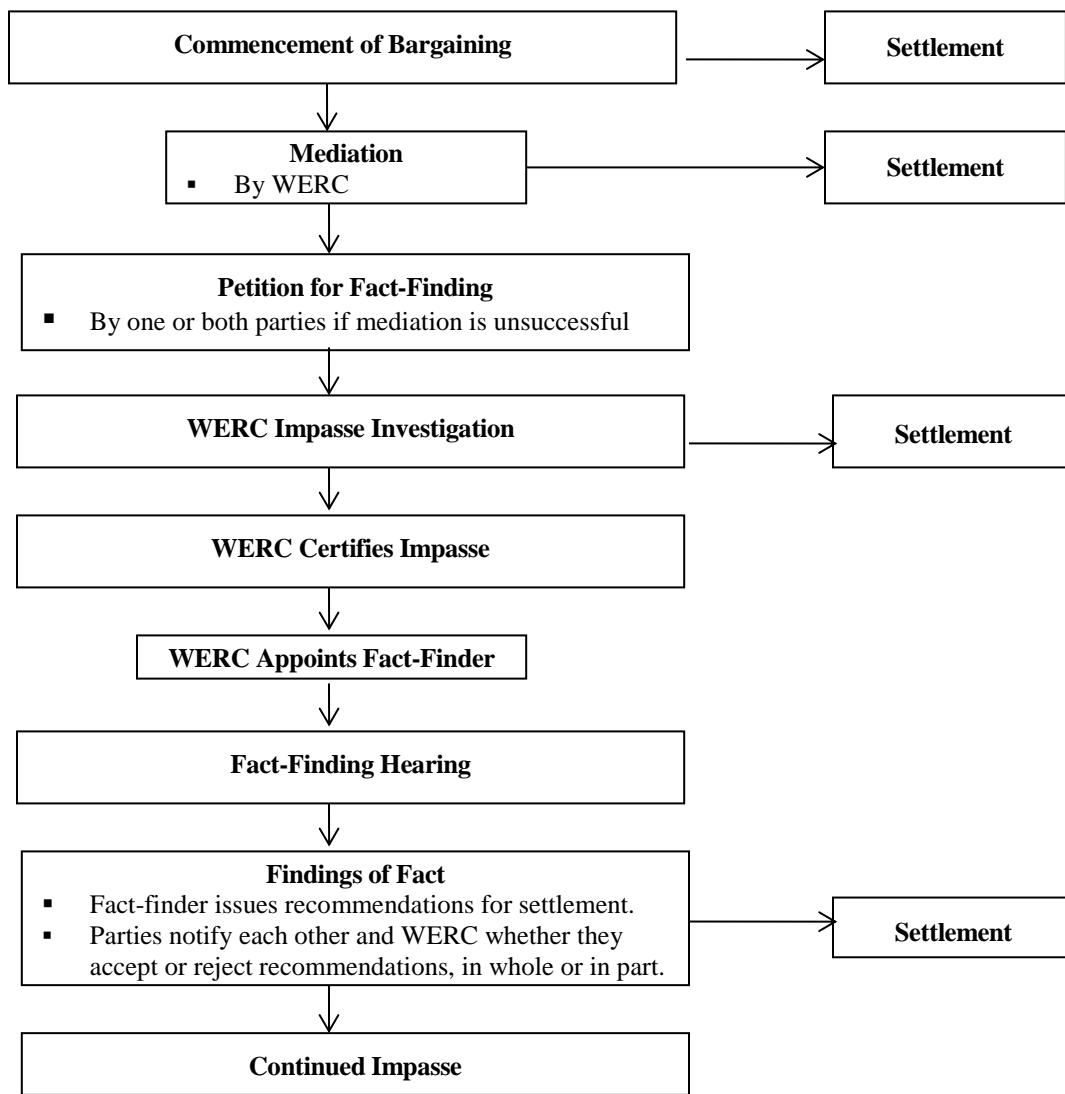 Commencement of Bargaining
Settlement
Mediation
▪ By WERC
Settlement
Petition for Fact-Finding
▪ By one or both parties if mediation is unsuccessful
WERC Impasse Investigation
Settlement
WERC Certifies Impasse
WERC Appoints Fact-Finder
Fact-Finding Hearing
Findings of Fact
▪ Fact-finder issues recommendations for settlement.
▪ Parties notify each other and WERC whether they
accept or reject recommendations, in whole or in part.
Settlement
Continued Impasse